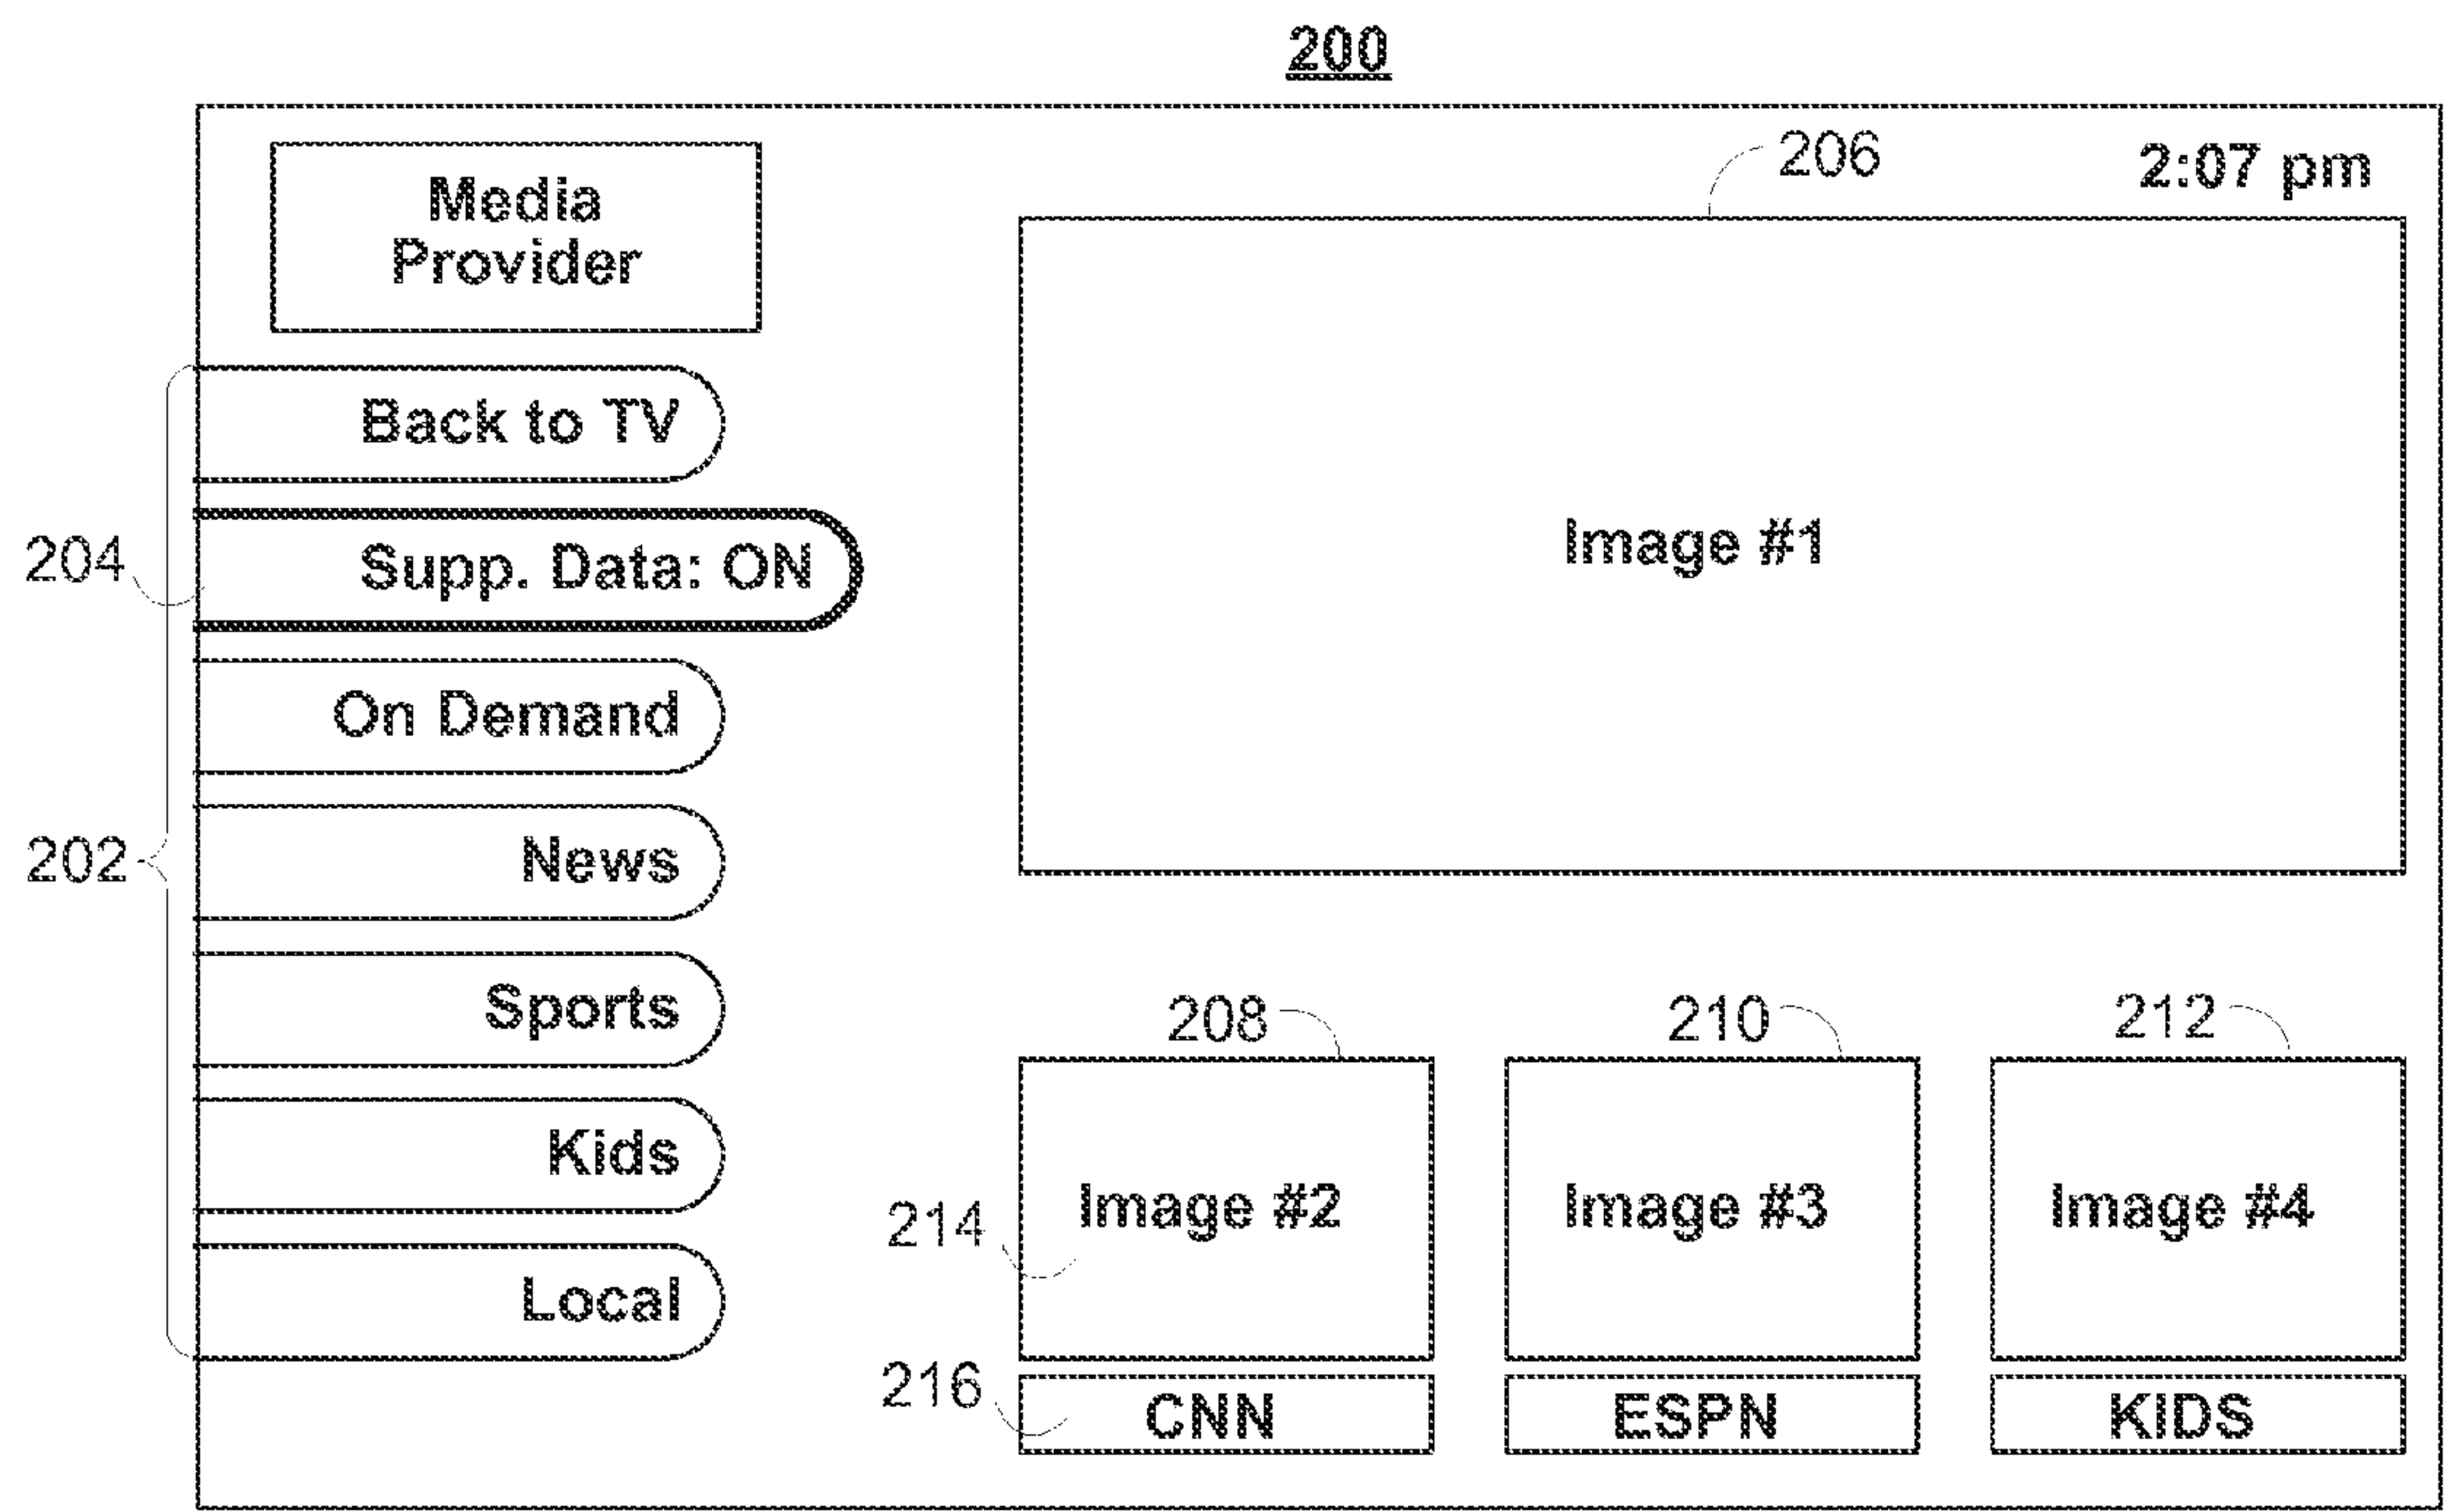 200
206
2:07 pm
Media
Provider
Back to TV
204
Supp. Data: ON
Image #1
On Demand
202
News
Sports
208
210
212
Kids
214
Image #2
Image #3
Image #4
Local
216
CNN
ESPN
KIDS